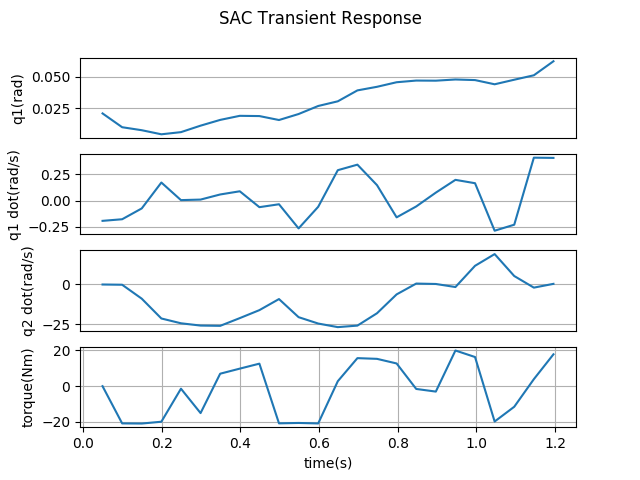 SAC Transient Response
q1(rad)
0.050
0.025
q1 dot(rad/s)
0.25
0.00
−0.25
q2 dot(rad/s)
0
−25
torque(Nm)
20
0
−20
0.0 0.2 0.4 0.6 0.8 1.0 1.2
time(s)